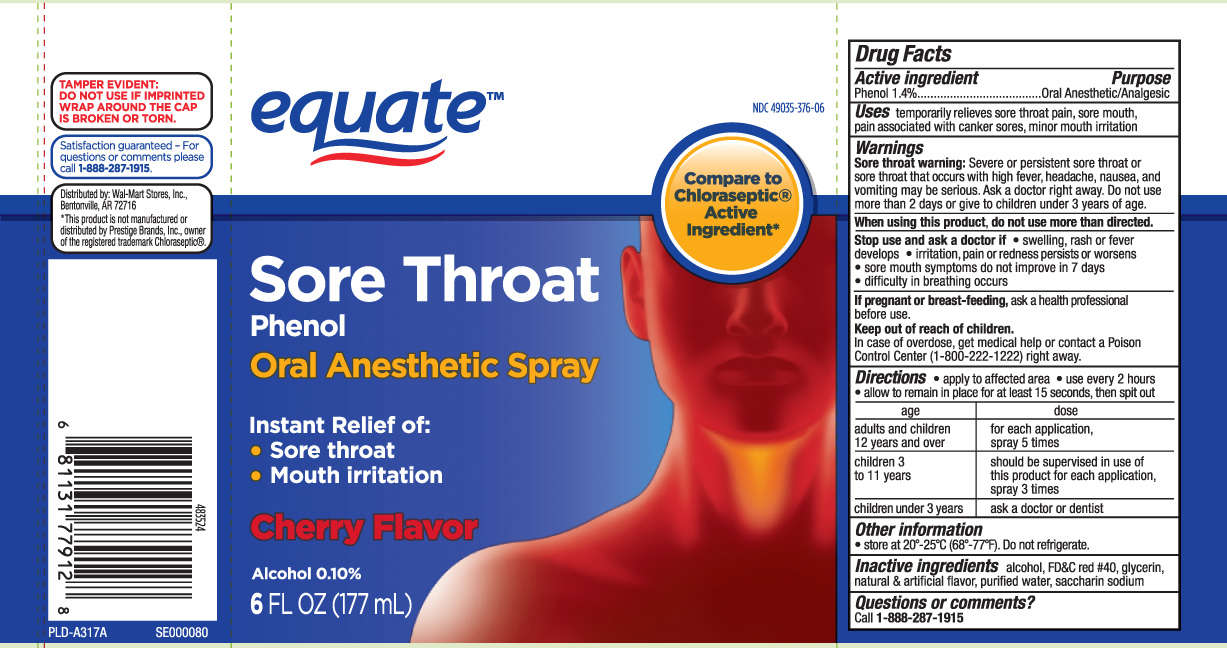 TAMPER EVIDENT:
DO NOT USE IF IMPRINTED
WRAP AROUND THE CAP
IS BROKEN OR TORN.
Satisfaction guaranteed – For
questions or comments please
call 1-888-287-1915.
Distributed by: Wal-Mart Stores, Inc.,
Bentonville, AR 72716
*This product is not manufactured or
distributed by Prestige Brands, Inc., owner
of the registered trademark Chloraseptic®.
6 81131 77912 8
483524
PLD-A317A SE000080
equate™
NDC 49035-376-06
Compare to
Chloraseptic®
Active
Ingredient*
Sore Throat
Phenol
Oral Anesthetic Spray
Instant Relief of:
• Sore throat
• Mouth irritation
Cherry Flavor
Alcohol 0.10%
6 FL OZ (177 mL)
Drug Facts
Active ingredient Purpose
Phenol 1.4%......................................Oral Anesthetic/Analgesic
Uses temporarily relieves sore throat pain, sore mouth,
pain associated with canker sores, minor mouth irritation
Warnings
Sore throat warning: Severe or persistent sore throat or
sore throat that occurs with high fever, headache, nausea, and
vomiting may be serious. Ask a doctor right away. Do not use
more than 2 days or give to children under 3 years of age.
When using this product, do not use more than directed.
Stop use and ask a doctor if • swelling, rash or fever
develops • irritation, pain or redness persists or worsens
• sore mouth symptoms do not improve in 7 days
• difficulty in breathing occurs
If pregnant or breast-feeding, ask a health professional
before use.
Keep out of reach of children.
In case of overdose, get medical help or contact a Poison
Control Center (1-800-222-1222) right away.
Directions • apply to affected area • use every 2 hours
• allow to remain in place for at least 15 seconds, then spit out
age dose
adults and children for each application,
12 years and over spray 5 times
children 3 should be supervised in use of
to 11 years this product for each application,
spray 3 times
children under 3 years ask a doctor or dentist
Other information
• store at 20°-25°C (68°-77°F). Do not refrigerate.
Inactive ingredients alcohol, FD&C red #40, glycerin,
natural & artificial flavor, purified water, saccharin sodium
Questions or comments?
Call 1-888-287-1915